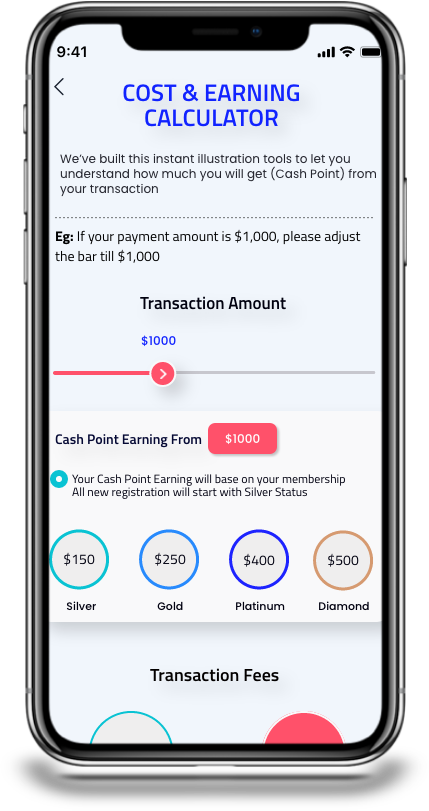 9:41
COST & EARNING
CALCULATOR
We've built this instant illustration tools to let you
understand how much you will get (Cash Point) from
your transaction
Eg: If your payment amount is $1,000, please adjust
the bar till $1,000
Transaction Amount
$1000
Cash Point Earning From $1000
Your Cash Point Earning will base on your membership
All new registration will start with Silver Status
$150 $250 $400 $500
Silver Gold Platinum Diamond
Transaction Fees